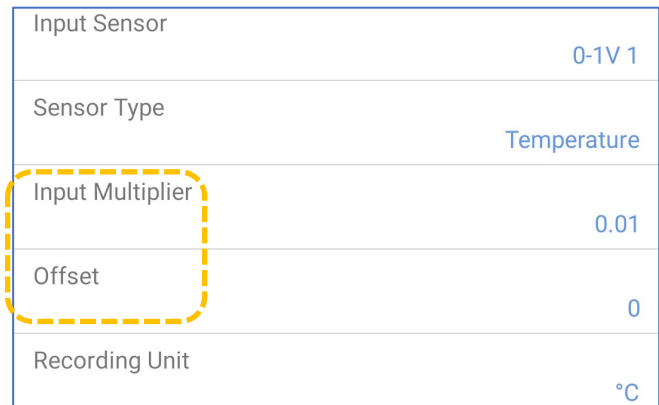 Input Sensor
0-1V 1
Sensor Type
Temperature
Input Multiplier
0.01
Offset
0
Recording Unit
°C